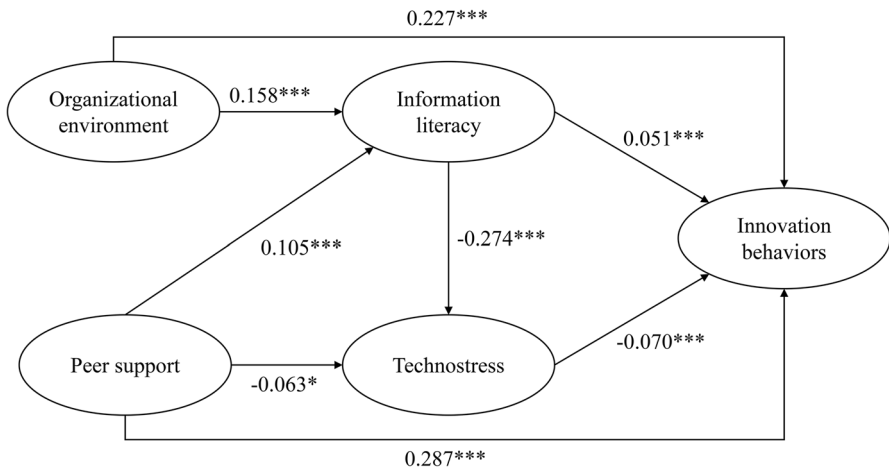 0.227***
Organizational
environment
0.158***
Information
literacy
0.051***
Innovation
behaviors
0.105***
-0.274***
Peer support
-0.063*
Technostress
-0.070***
0.287***